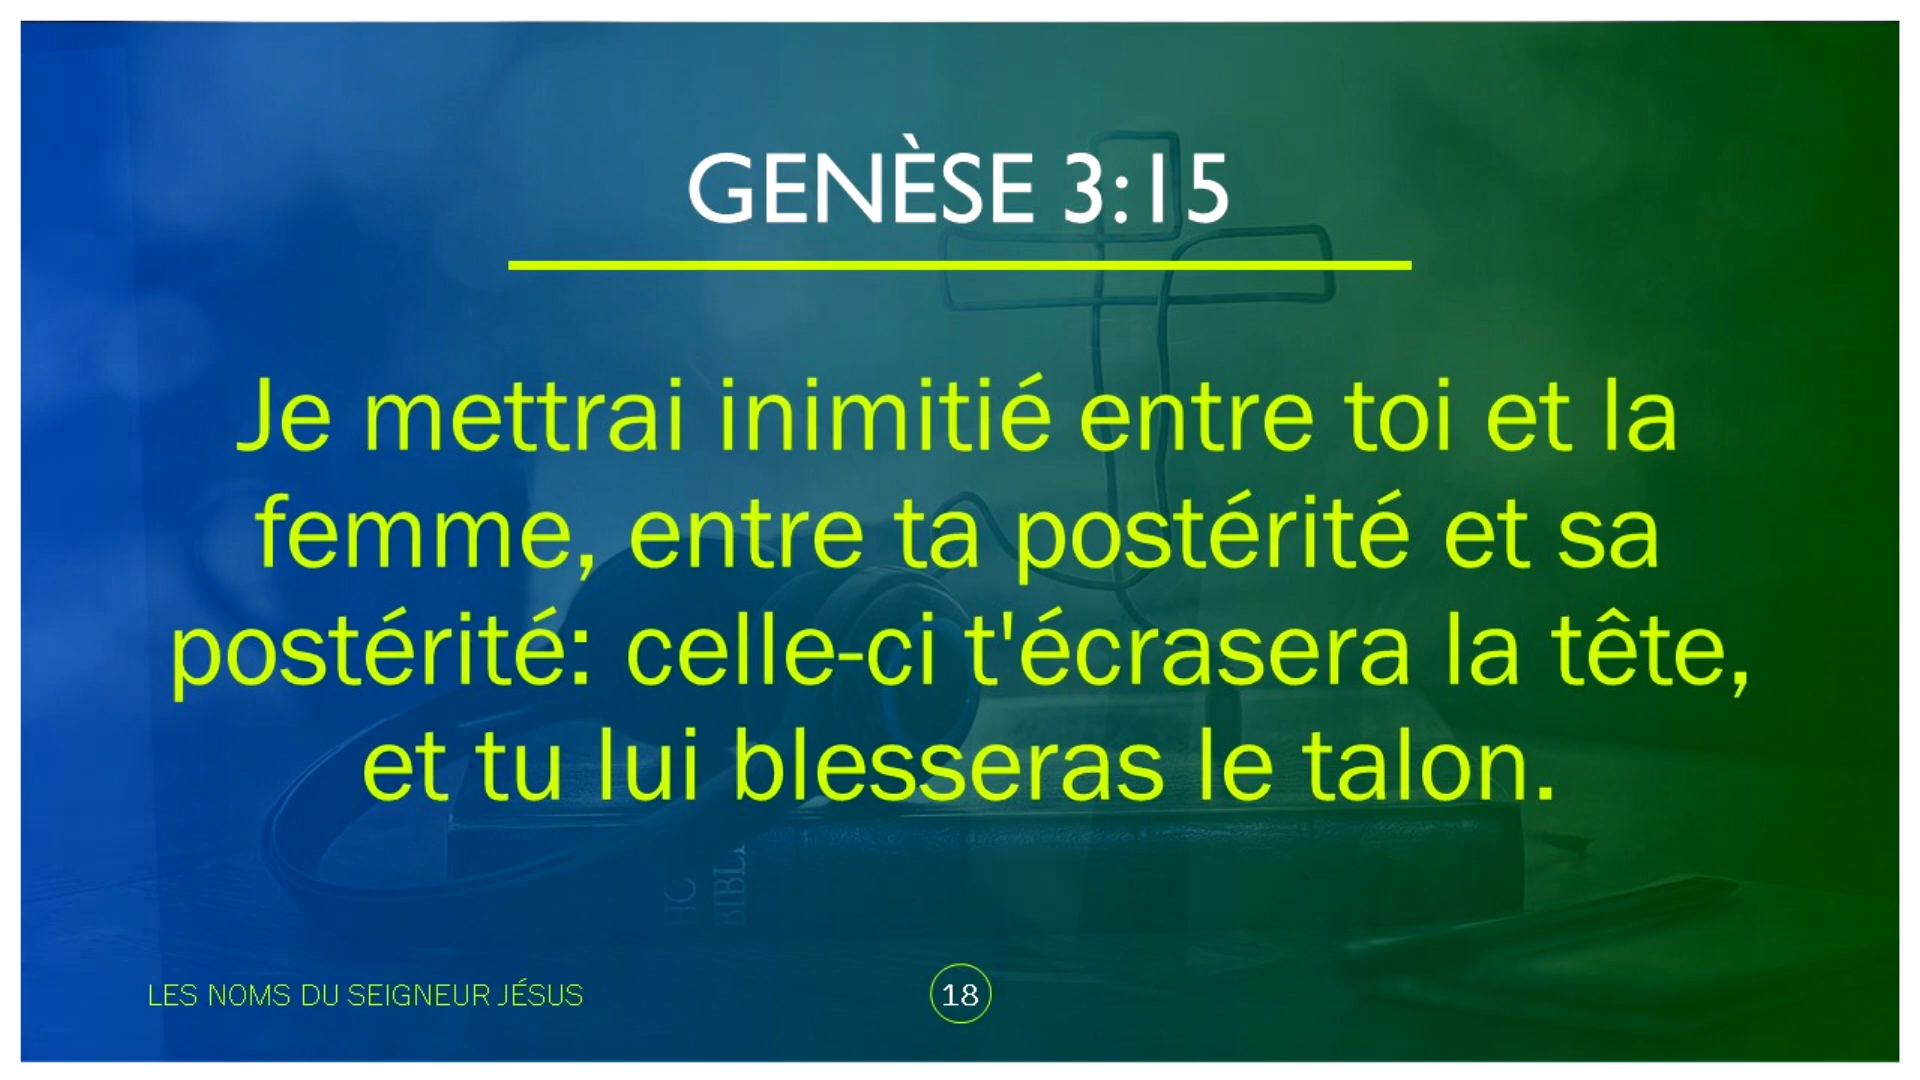 GENÈSE 3:15
Je mettrai inimitié entre toi et la
femme, entre ta postérité et sa
postérité: celle-ci t'écrasera la tête,
et tu lui blesseras le talon.
LES NOMS DU SEIGNEUR JÉSUS
18